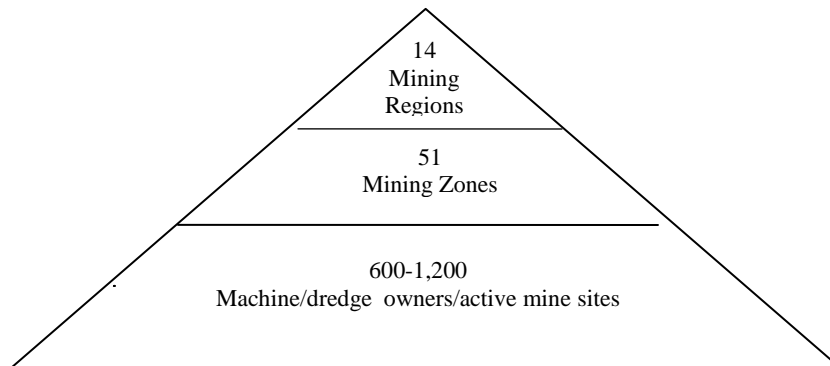 14
Mining
Regions
51
Mining Zones
600-1,200
Machine/dredge owners/active mine sites